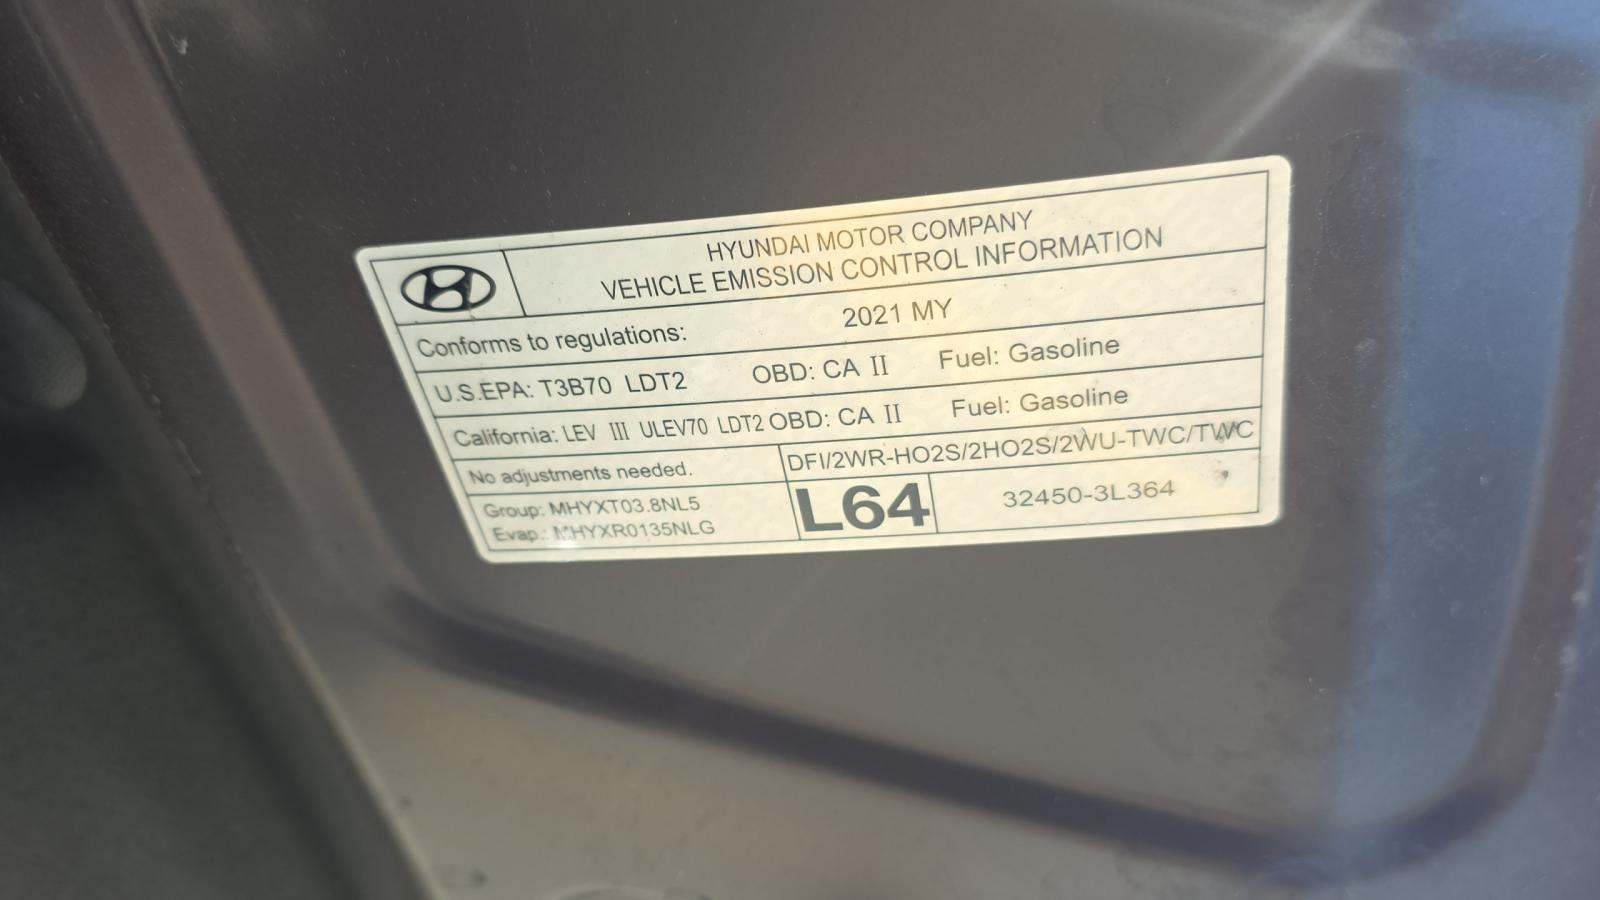 HYUNDAI MOTOR COMPANY
VEHICLE EMISSION CONTROL INFORMATION
Conforms to regulations: 2021 MY
U.S.EPA: T3B70 LDT2 OBD: CA II Fuel: Gasoline
California: LEV III ULEV70 LDT2 OBD: CA II Fuel: Gasoline
No adjustments needed. DFI/2WR-HO2S/2HO2S/2WU-TWC/TWC
Group: MHYXT03.8NL5
Evap.: MHYXR0135NLG
L64
32450-3L364